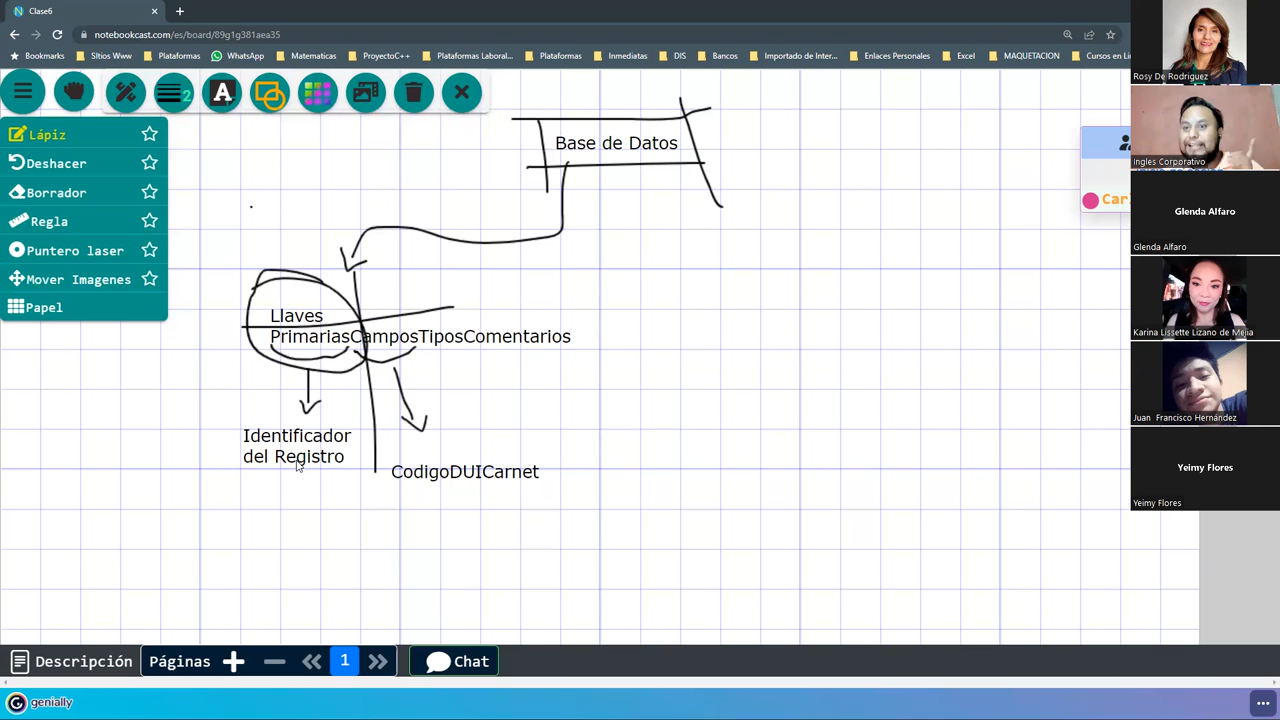 Clase6
notebookcast.com/es/board/89g1g381aea35
Bookmarks
Sitios Www
Plataformas
WhatsApp
Matematicas
ProyectoC++
Plataformas Laboral...
Plataformas
Inmediatas
DIS
Bancos
Importado de Inter...
Enlaces Personales
Excel
MAQUETACION
Cursos en
2
A
Lápiz
Deshacer
Borrador
Regla
Puntero laser
Mover Imagenes
Papel
Base de Datos
Llaves
PrimariasCamposTiposComentarios
Identificador
del Registro
CodigoDUICarnet
Rosy De Rodriguez
Ingles Corporativo
Glenda Alfaro
Glenda Alfaro
Karina Lissette Lizano de Mejia
Juan Francisco Hernández
Yeimy Flores
Yeimy Flores
Descripción
Páginas
1
Chat
genially